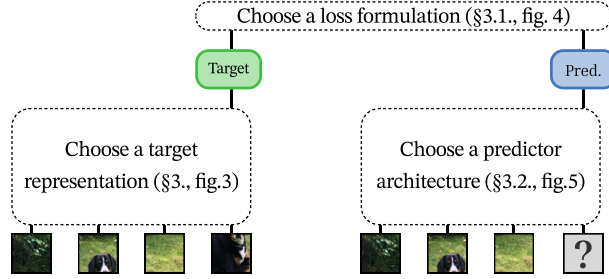 Choose a loss formulation (§3.1., fig. 4)
Target
Pred.
Choose a target
representation (§3., fig.3)
Choose a predictor
architecture (§3.2., fig.5)
?